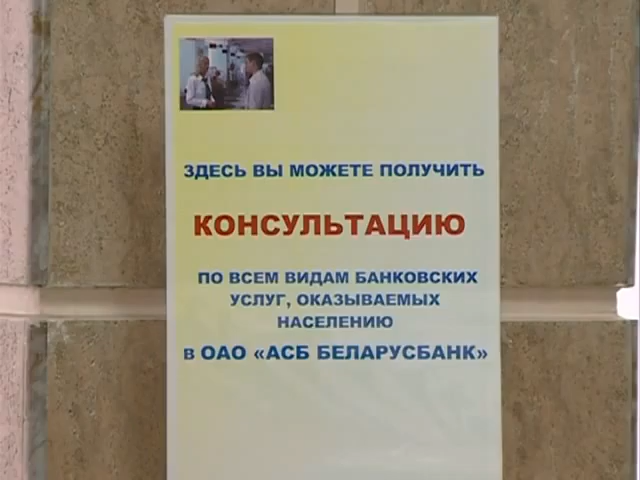 ЗДЕСЬ ВЫ МОЖЕТЕ ПОЛУЧИТЬ
КОНСУЛЬТАЦИЮ
ПО ВСЕМ ВИДАМ БАНКОВСКИХ
УСЛУГ, ОКАЗЫВАЕМЫХ
НАСЕЛЕНИЮ
в ОАО «АСБ БЕЛАРУСБАНК»